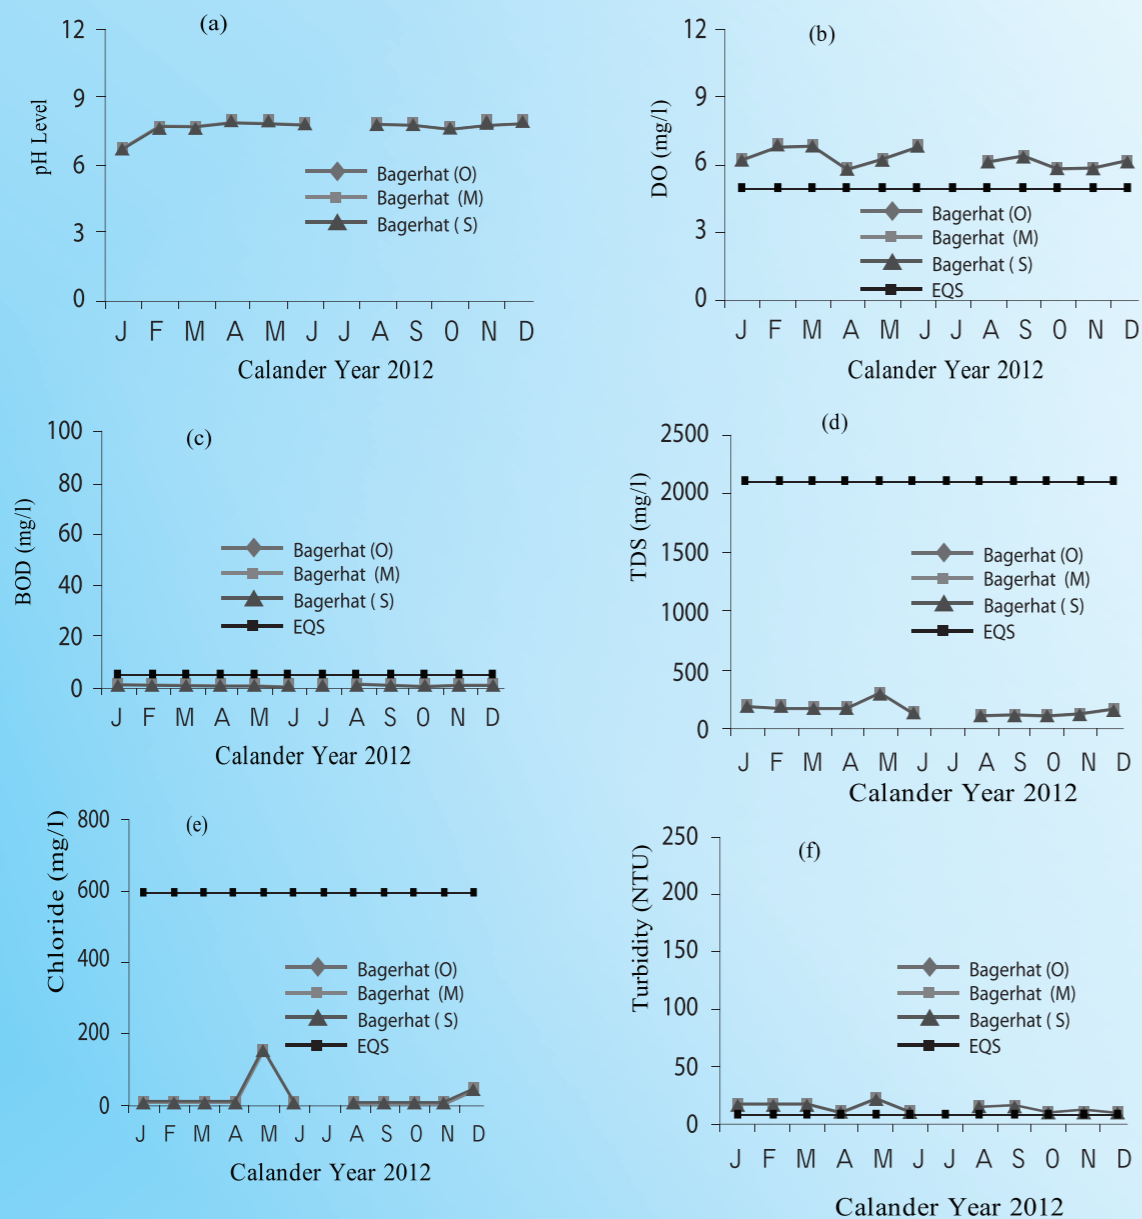 (a)
12
9
6
3
0
pH Level
Bagerhat (O)
Bagerhat (M)
Bagerhat ( S)
J F M A M J J A S O N D
Calander Year 2012
(b)
12
9
6
3
0
DO (mg/l)
Bagerhat (O)
Bagerhat (M)
Bagerhat ( S)
EQS
J F M A M J J A S O N D
Calander Year 2012
(c)
100
80
60
40
20
0
BOD (mg/l)
Bagerhat (O)
Bagerhat (M)
Bagerhat ( S)
EQS
J F M A M J J A S O N D
Calander Year 2012
(d)
2500
2000
1500
1000
500
0
TDS (mg/l)
Bagerhat (O)
Bagerhat (M)
Bagerhat ( S)
EQS
J F M A M J J A S O N D
Calander Year 2012
(e)
800
600
400
200
0
Chloride (mg/l)
Bagerhat (O)
Bagerhat (M)
Bagerhat ( S)
EQS
J F M A M J J A S O N D
Calander Year 2012
(f)
250
200
150
100
50
0
Turbidity (NTU)
Bagerhat (O)
Bagerhat (M)
Bagerhat ( S)
EQS
J F M A M J J A S O N D
Calander Year 2012